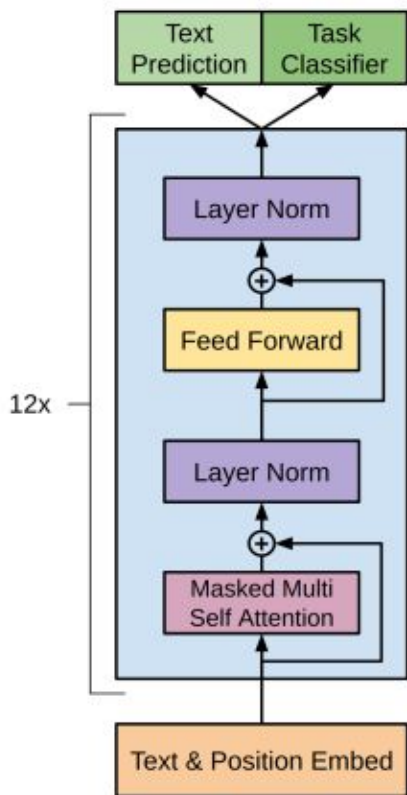 Text
Prediction
Task
Classifier
Layer Norm
Feed Forward
12x
Layer Norm
Masked Multi
Self Attention
Text & Position Embed